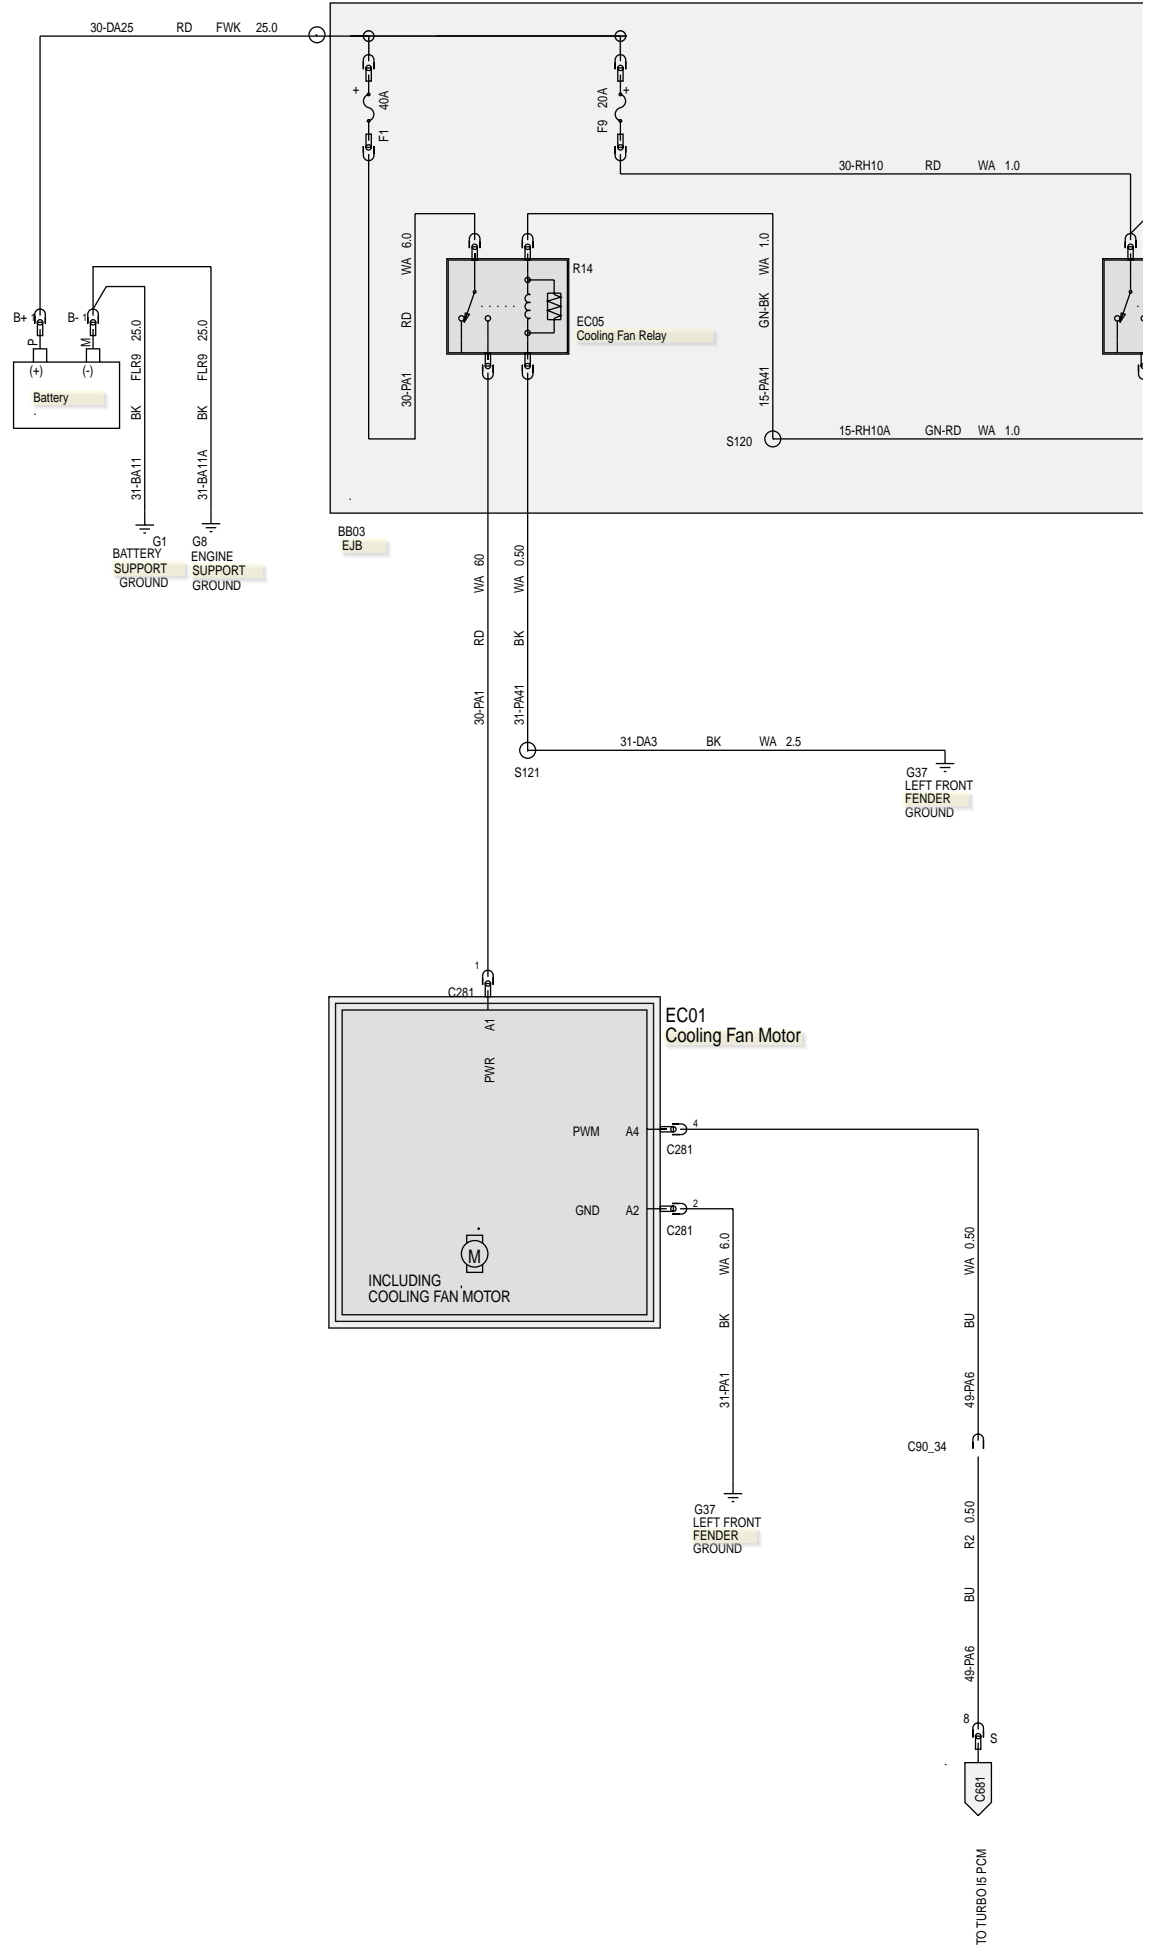 30-DA25 RD FWK 25.0
+ 40A F1
F9 20A +
30-RH10 RD WA 1.0
30-PA1 RD WA 6.0
R14
EC05
Cooling Fan Relay
15-PA41 GN-BK WA 1.0
S120
15-RH10A GN-RD WA 1.0
B+ 1
B- 1
P
M
(+) (-)
Battery
31-BA11 BK FLR9 25.0
31-BA11A BK FLR9 25.0
G1
BATTERY
SUPPORT
GROUND
G8
ENGINE
SUPPORT
GROUND
BB03
EJB
30-PA1 RD WA 60
31-PA41 BK WA 0.50
S121
31-DA3 BK WA 2.5
G37
LEFT FRONT
FENDER
GROUND
1
C281
EC01
Cooling Fan Motor
PWR A1
PWM A4
4
C281
GND A2
2
C281
M
INCLUDING
COOLING FAN MOTOR
31-PA1 BK WA 6.0
G37
LEFT FRONT
FENDER
GROUND
49-PA6 BU WA 0.50
C90_34
49-PA6 BU R2 0.50
8
S
C681
TO TURBO I5 PCM